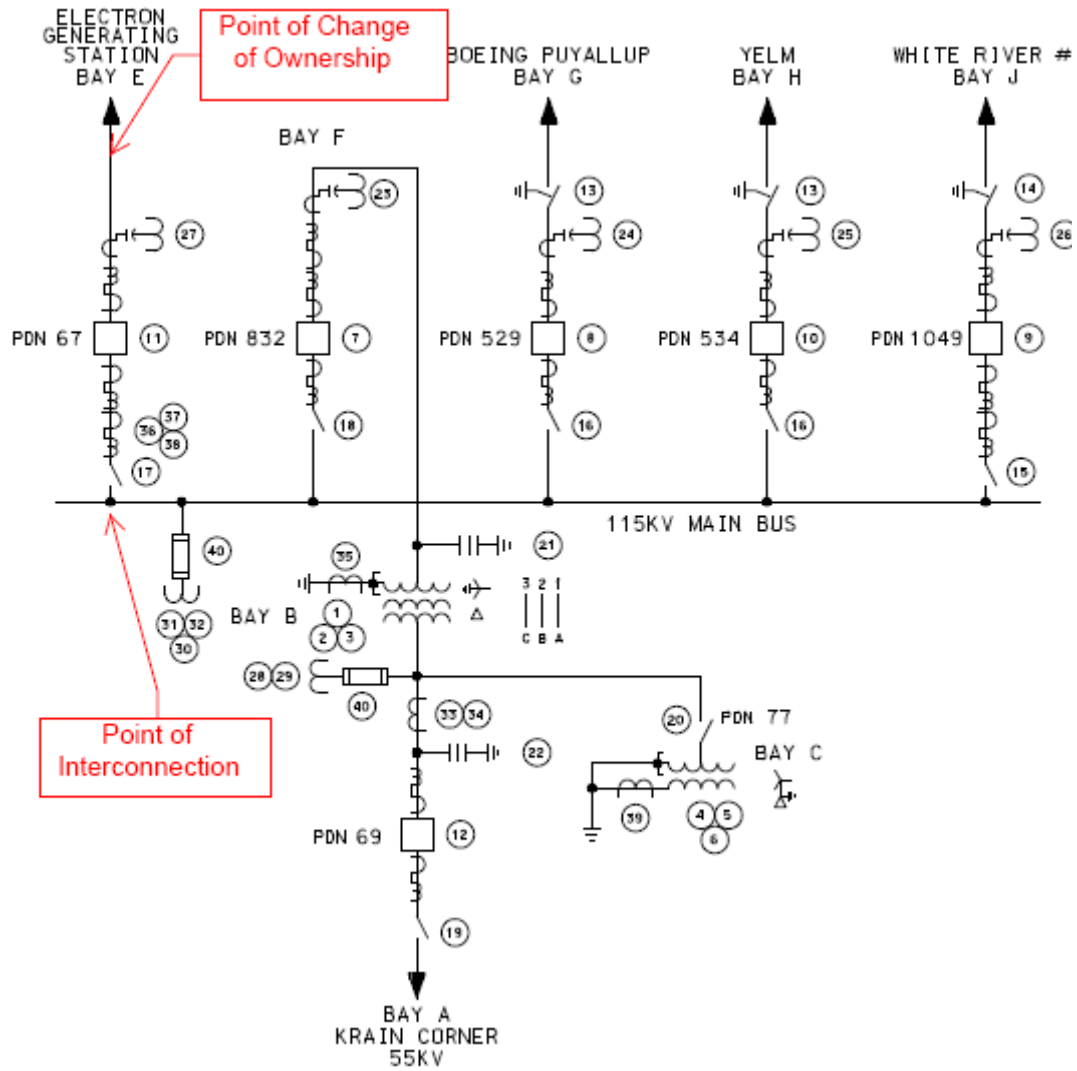 ELECTRON
GENERATING
STATION
BAY E
Point of Change
of Ownership
BOEING PUYALLUP
BAY G
YELM
BAY H
WHITE RIVER #
BAY J
BAY F
23
13
13
14
27
24
25
26
PDN 67
11
PDN 832
7
PDN 529
8
PDN 534
10
PDN 1049
9
36
37
38
18
16
16
17
15
115KV MAIN BUS
40
21
35
3 2 1
C B A
31
32
30
BAY B
1
2
3
28
29
40
33
34
20
PDN 77
BAY C
Point of
Interconnection
22
4
5
6
39
PDN 69
12
19
BAY A
KRAIN CORNER
55KV